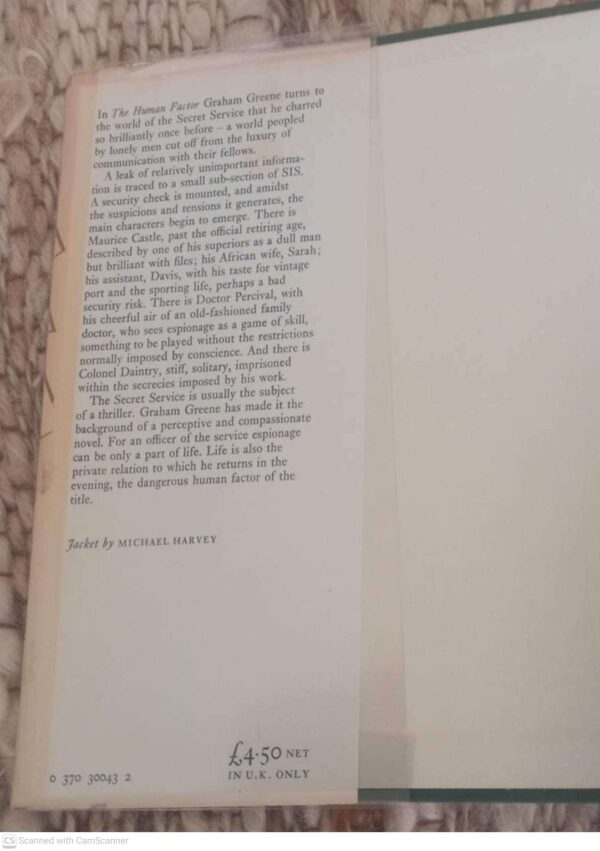 In The Human Factor Graham Greene turns to
the world of the Secret Service that he charted
so brilliantly once before – a world peopled
by lonely men cut off from the luxury of
communication with their fellows.
A leak of relatively unimportant informa-
tion is traced to a small sub-section of SIS.
A security check is mounted, and amidst
the suspicions and tensions it generates, the
main characters begin to emerge. There is
Maurice Castle, past the official retiring age,
described by one of his superiors as a dull man
but brilliant with files; his African wife, Sarah;
his assistant, Davis, with his taste for vintage
port and the sporting life, perhaps a bad
security risk. There is Doctor Percival, with
his cheerful air of an old-fashioned family
doctor, who sees espionage as a game of skill,
something to be played without the restrictions
normally imposed by conscience. And there is
Colonel Daintry, stiff, solitary, imprisoned
within the secrecies imposed by his work.
The Secret Service is usually the subject
of a thriller. Graham Greene has made it the
background of a perceptive and compassionate
novel. For an officer of the service espionage
can be only a part of life. Life is also the
private relation to which he returns in the
evening, the dangerous human factor of the
title.
Jacket by MICHAEL HARVEY
£4·50 NET
IN U.K. ONLY
0 370 30043 2
CS Scanned with CamScanner